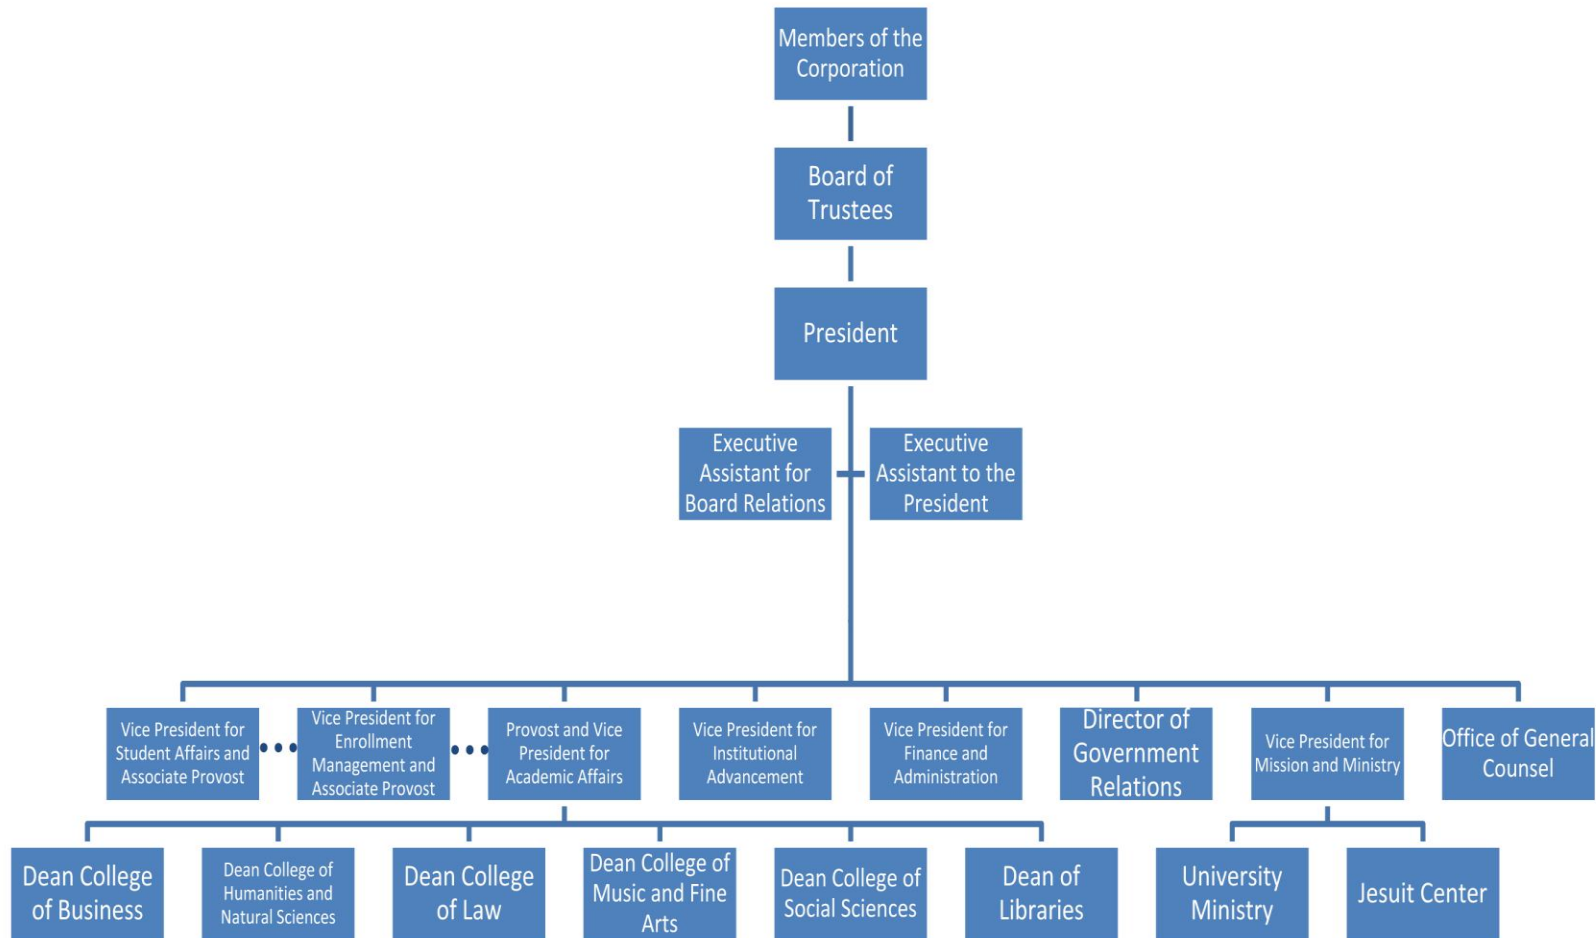 Members of the
Corporation
Board of
Trustees
President
Executive
Assistant for
Board Relations
Executive
Assistant to the
President
Vice President for
Student Affairs and
Associate Provost
Vice President for
Enrollment
Management and
Associate Provost
Provost and Vice
President for
Academic Affairs
Vice President for
Institutional
Advancement
Vice President for
Finance and
Administration
Director of
Government
Relations
Vice President for
Mission and Ministry
Office of General
Counsel
Dean College
of Business
Dean College of
Humanities and
Natural Sciences
Dean College
of Law
Dean College of
Music and Fine
Arts
Dean College of
Social Sciences
Dean of
Libraries
University
Ministry
Jesuit Center